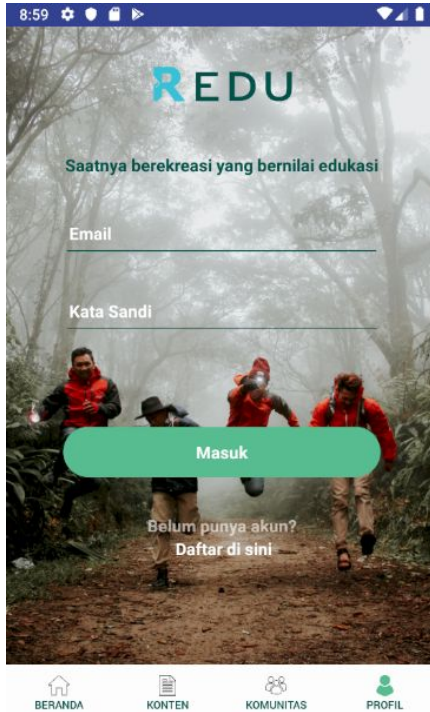 8:59
REDU
Saatnya berekreasi yang bernilai edukasi
Email
Kata Sandi
Masuk
Belum punya akun?
Daftar di sini
BERANDA KONTEN KOMUNITAS PROFIL